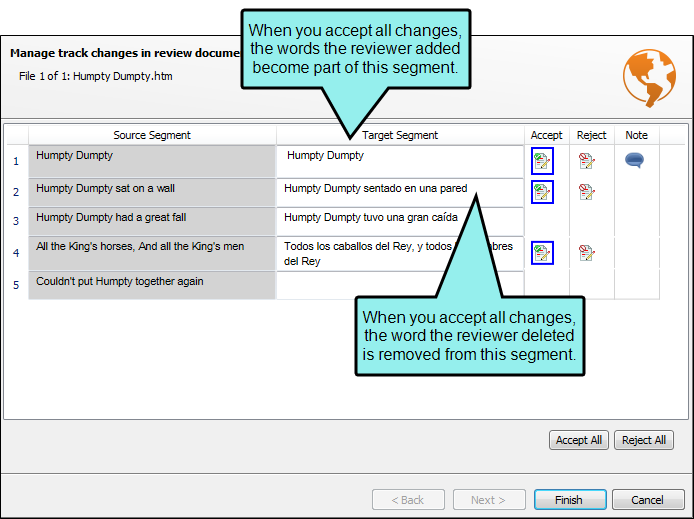 When you accept all changes,
the words the reviewer added
become part of this segment.
Manage track changes in review docume
File 1 of 1: Humpty Dumpty.htm
Source Segment Target Segment Accept Reject Note
1 Humpty Dumpty Humpty Dumpty
2 Humpty Dumpty sat on a wall Humpty Dumpty sentado en una pared
3 Humpty Dumpty had a great fall Humpty Dumpty tuvo una gran caída
4 All the King's horses, And all the King's men Todos los caballos del Rey, y todos bres
del Rey
5 Couldn't put Humpty together again
When you accept all changes,
the word the reviewer deleted
is removed from this segment.
Accept All Reject All
< Back Next > Finish Cancel